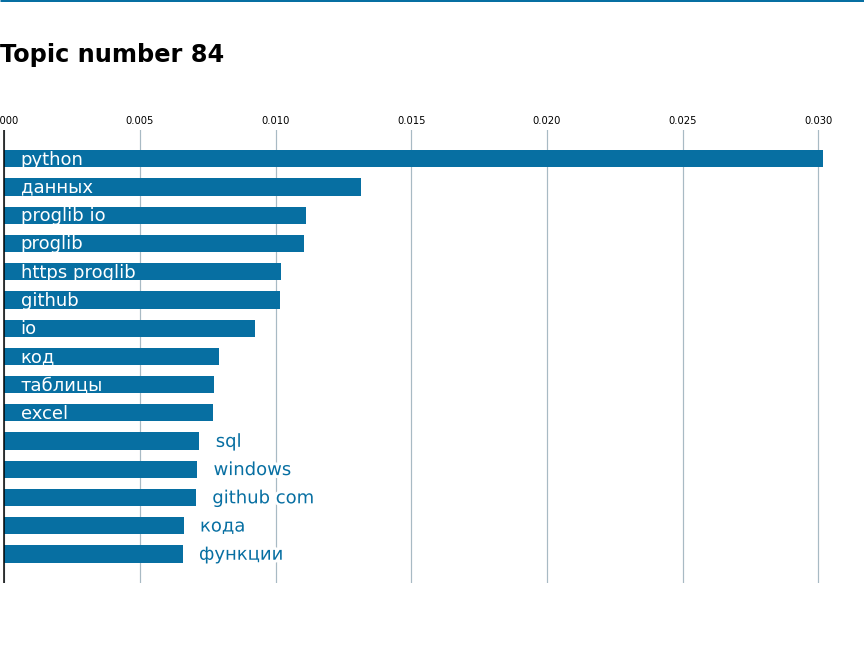 Topic number 84
000 0.005 0.010 0.015 0.020 0.025 0.030
python
данных
proglib io
proglib
https proglib
github
io
код
таблицы
excel
sql
windows
github com
кода
функции